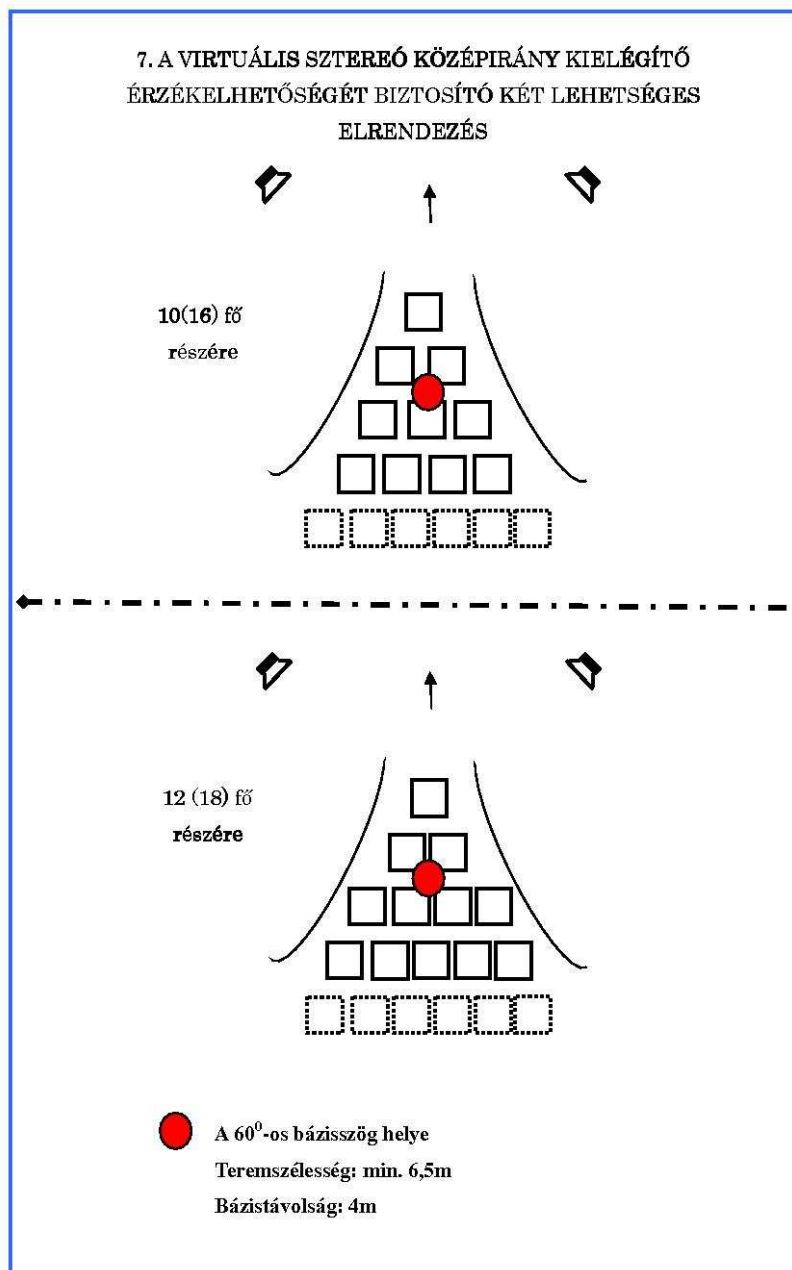 7. A VIRTUÁLIS SZTEREÓ KÖZÉPIRÁNY KIELÉGÍTŐ
ÉRZÉKELHETŐSÉGÉT BIZTOSÍTÓ KÉT LEHETSÉGES
ELRENDEZÉS
10(16) fő
részére
12 (18) fő
részére
A 60⁰-os bázisszög helye
Teremszélesség: min. 6,5m
Bázistávolság: 4m